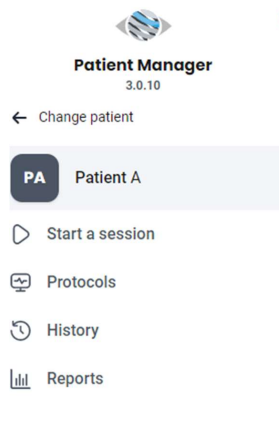 Patient Manager
3.0.10
Change patient
PA Patient A
Start a session
Protocols
History
Reports